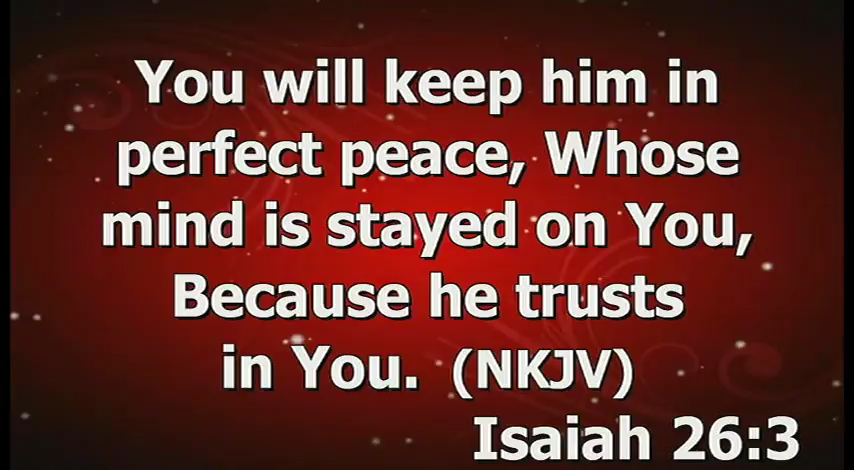 You will keep him in
perfect peace, Whose
mind is stayed on You,
Because he trusts
in You. (NKJV)
Isaiah 26:3